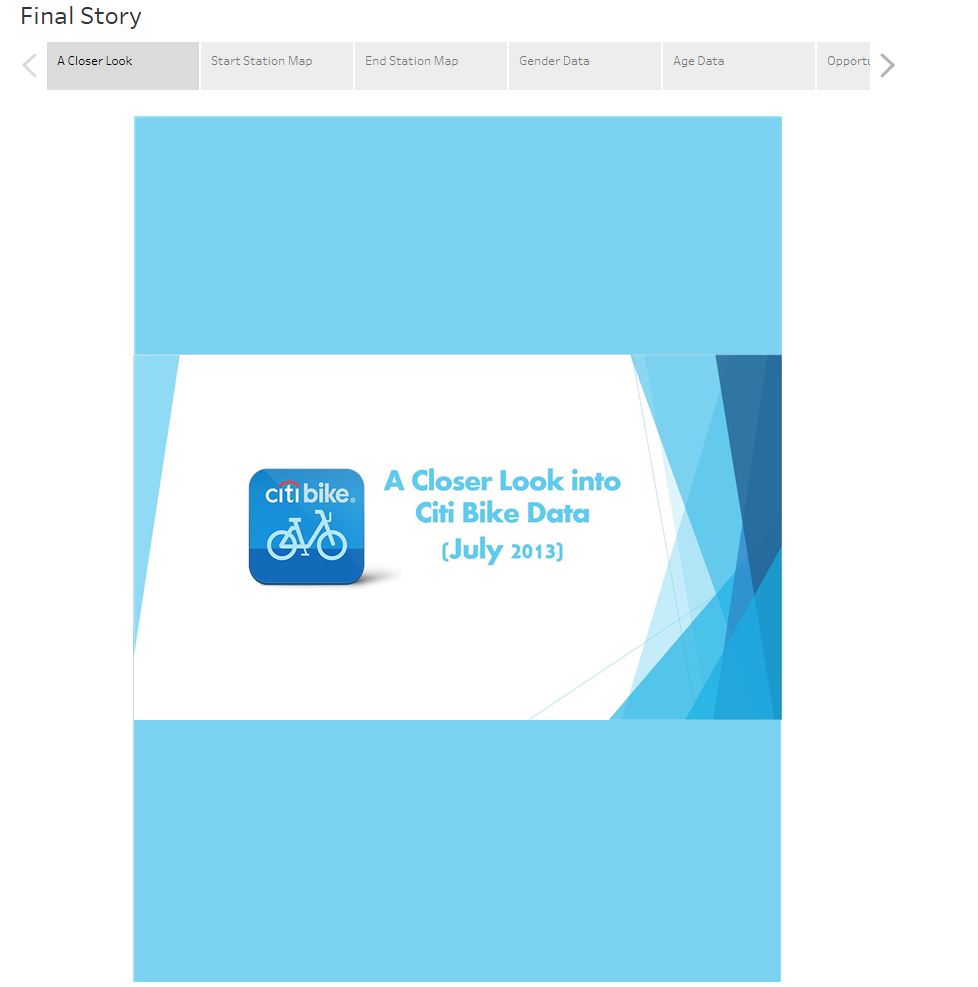 Final Story
A Closer Look
Start Station Map
End Station Map
Gender Data
Age Data
Opportu
citi bike®
A Closer Look into
Citi Bike Data
(July 2013)